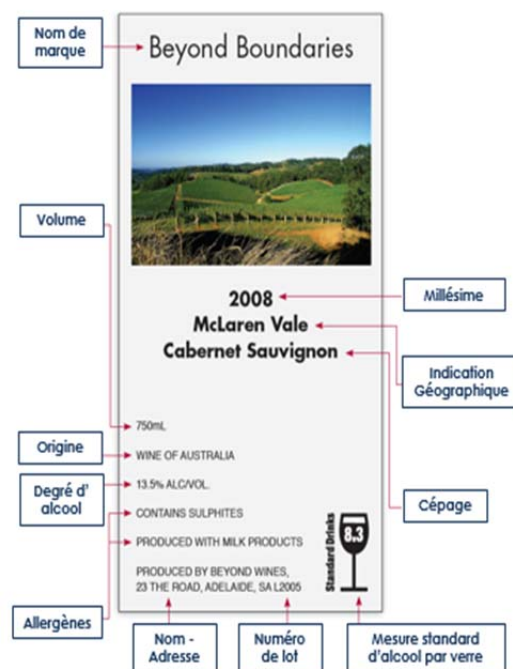 Nom de
marque
Beyond Boundaries
Volume
2008
Millésime
McLaren Vale
Cabernet Sauvignon
Indication
Géographique
750mL
Origine
WINE OF AUSTRALIA
Degré d'
alcool
13.5% ALC/VOL.
Cépage
CONTAINS SULPHITES
PRODUCED WITH MILK PRODUCTS
Standard Drinks
8.3
PRODUCED BY BEYOND WINES,
23 THE ROAD, ADELAIDE, SA L2005
Allergènes
Nom -
Adresse
Numéro
de lot
Mesure standard
d'alcool par verre